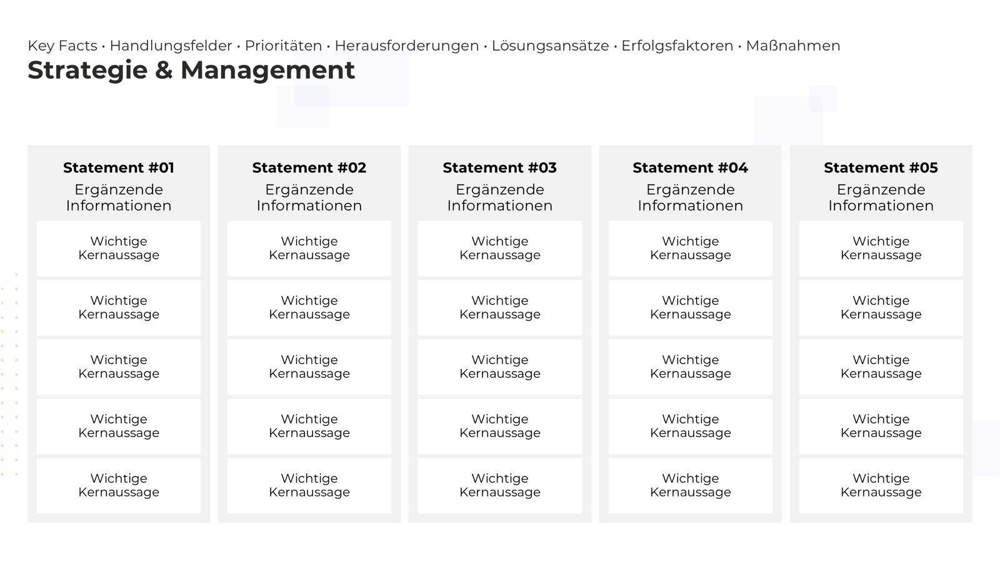 Key Facts • Handlungsfelder • Prioritäten • Herausforderungen • Lösungsansätze • Erfolgsfaktoren • Maßnahmen
Strategie & Management
Statement #01
Ergänzende
Informationen
Wichtige
Kernaussage
Wichtige
Kernaussage
Wichtige
Kernaussage
Wichtige
Kernaussage
Wichtige
Kernaussage
Statement #02
Ergänzende
Informationen
Wichtige
Kernaussage
Wichtige
Kernaussage
Wichtige
Kernaussage
Wichtige
Kernaussage
Wichtige
Kernaussage
Statement #03
Ergänzende
Informationen
Wichtige
Kernaussage
Wichtige
Kernaussage
Wichtige
Kernaussage
Wichtige
Kernaussage
Wichtige
Kernaussage
Statement #04
Ergänzende
Informationen
Wichtige
Kernaussage
Wichtige
Kernaussage
Wichtige
Kernaussage
Wichtige
Kernaussage
Wichtige
Kernaussage
Statement #05
Ergänzende
Informationen
Wichtige
Kernaussage
Wichtige
Kernaussage
Wichtige
Kernaussage
Wichtige
Kernaussage
Wichtige
Kernaussage